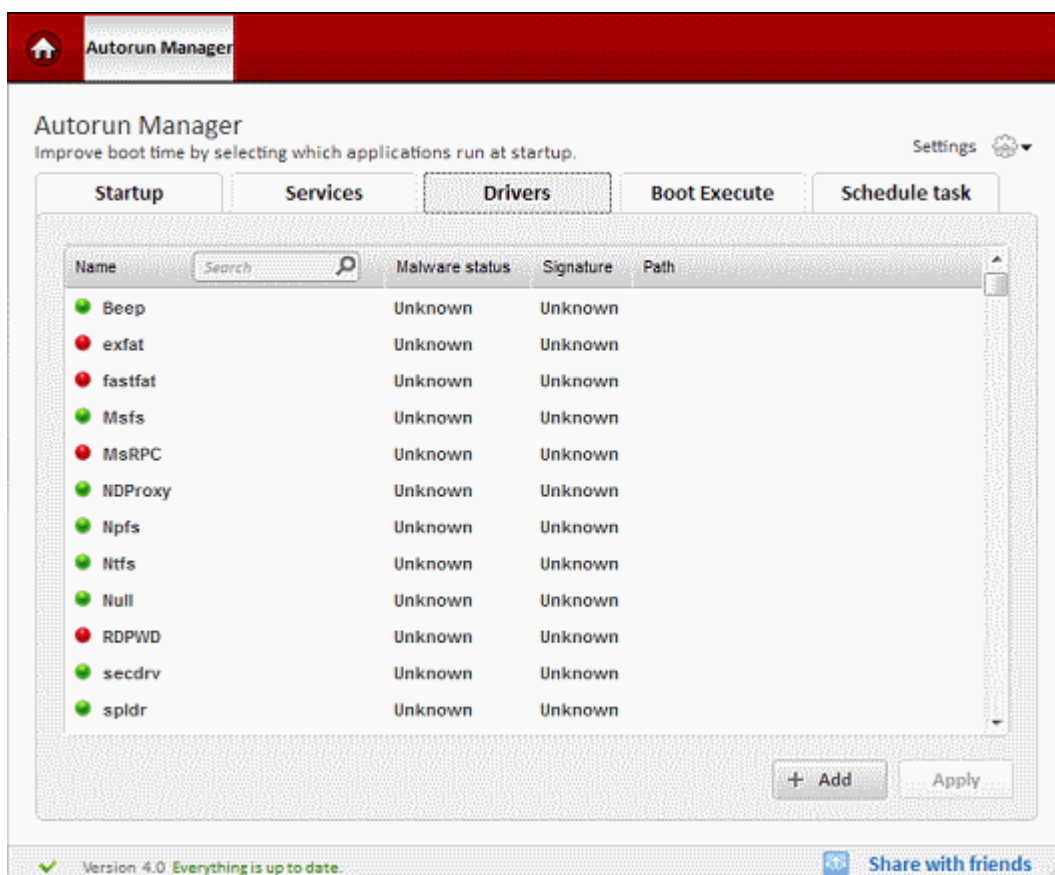 Autorun Manager
Autorun Manager
Improve boot time by selecting which applications run at startup.
Settings
Startup Services Drivers Boot Execute Schedule task
Name Search Malware status Signature Path
Beep Unknown Unknown
exfat Unknown Unknown
fastfat Unknown Unknown
Msfs Unknown Unknown
MsRPC Unknown Unknown
NDProxy Unknown Unknown
Npfs Unknown Unknown
Ntfs Unknown Unknown
Null Unknown Unknown
RDPWD Unknown Unknown
secdrv Unknown Unknown
spldr Unknown Unknown
+ Add Apply
Version 4.0 Everything is up to date. Share with friends